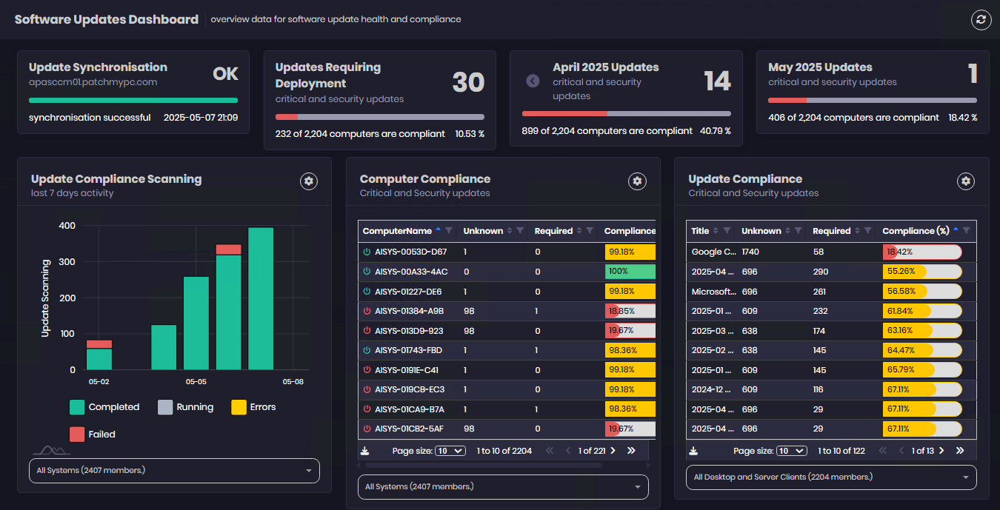 Software Updates Dashboard
overview data for software update health and compliance
Update Synchronisation
apasccm01.patchmypc.com
OK
synchronisation successful 2025-05-07 21:09
Updates Requiring
Deployment
critical and security updates
30
232 of 2,204 computers are compliant 10.53 %
April 2025 Updates
critical and security
updates
14
899 of 2,204 computers are compliant 40.79 %
May 2025 Updates
critical and security updates
1
406 of 2,204 computers are compliant 18.42 %
Update Compliance Scanning
last 7 days activity
Update Scanning
400
300
200
100
0
05-02 05-05 05-08
Completed Running Errors
Failed
All Systems (2407 members.)
Computer Compliance
Critical and Security updates
ComputerName Unknown Required Compliance
AISYS-0053D-D67 1 0 99.18%
AISYS-00A33-4AC 0 0 100%
AISYS-01227-DE6 1 0 99.18%
AISYS-01384-A9B 98 1 18.85%
AISYS-013D9-923 98 0 19.67%
AISYS-01743-FBD 1 1 98.36%
AISYS-0191E-C41 1 0 99.18%
AISYS-019CB-EC3 1 0 99.18%
AISYS-01CA9-B7A 1 1 98.36%
AISYS-01CB2-5AF 98 0 19.67%
Page size: 10 1 to 10 of 2204 1 of 221
All Systems (2407 members.)
Update Compliance
Critical and Security updates
Title Unknown Required Compliance (%)
Google C... 1740 58 18.42%
2025-04 ... 696 290 55.26%
Microsoft... 696 261 56.58%
2025-01 ... 609 232 61.84%
2025-03 ... 638 174 63.16%
2025-02 ... 638 145 64.47%
2025-01 ... 609 145 65.79%
2024-12 ... 609 116 67.11%
2025-04 ... 696 29 67.11%
2025-04 ... 696 29 67.11%
Page size: 10 1 to 10 of 122 1 of 13
All Desktop and Server Clients (2204 members.)